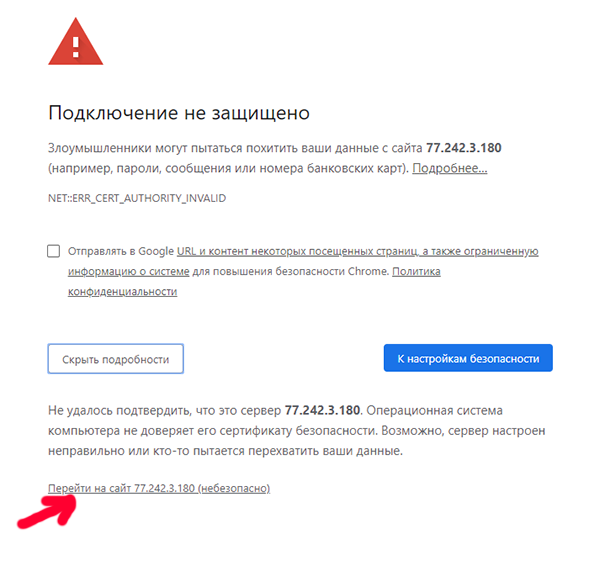 Подключение не защищено
Злоумышленники могут пытаться похитить ваши данные с сайта 77.242.3.180
(например, пароли, сообщения или номера банковских карт). Подробнее...
NET::ERR_CERT_AUTHORITY_INVALID
Отправлять в Google URL и контент некоторых посещенных страниц, а также ограниченную
информацию о системе для повышения безопасности Chrome. Политика
конфиденциальности
Скрыть подробности
К настройкам безопасности
Не удалось подтвердить, что это сервер 77.242.3.180. Операционная система
компьютера не доверяет его сертификату безопасности. Возможно, сервер настроен
неправильно или кто-то пытается перехватить ваши данные.
Перейти на сайт 77.242.3.180 (небезопасно)